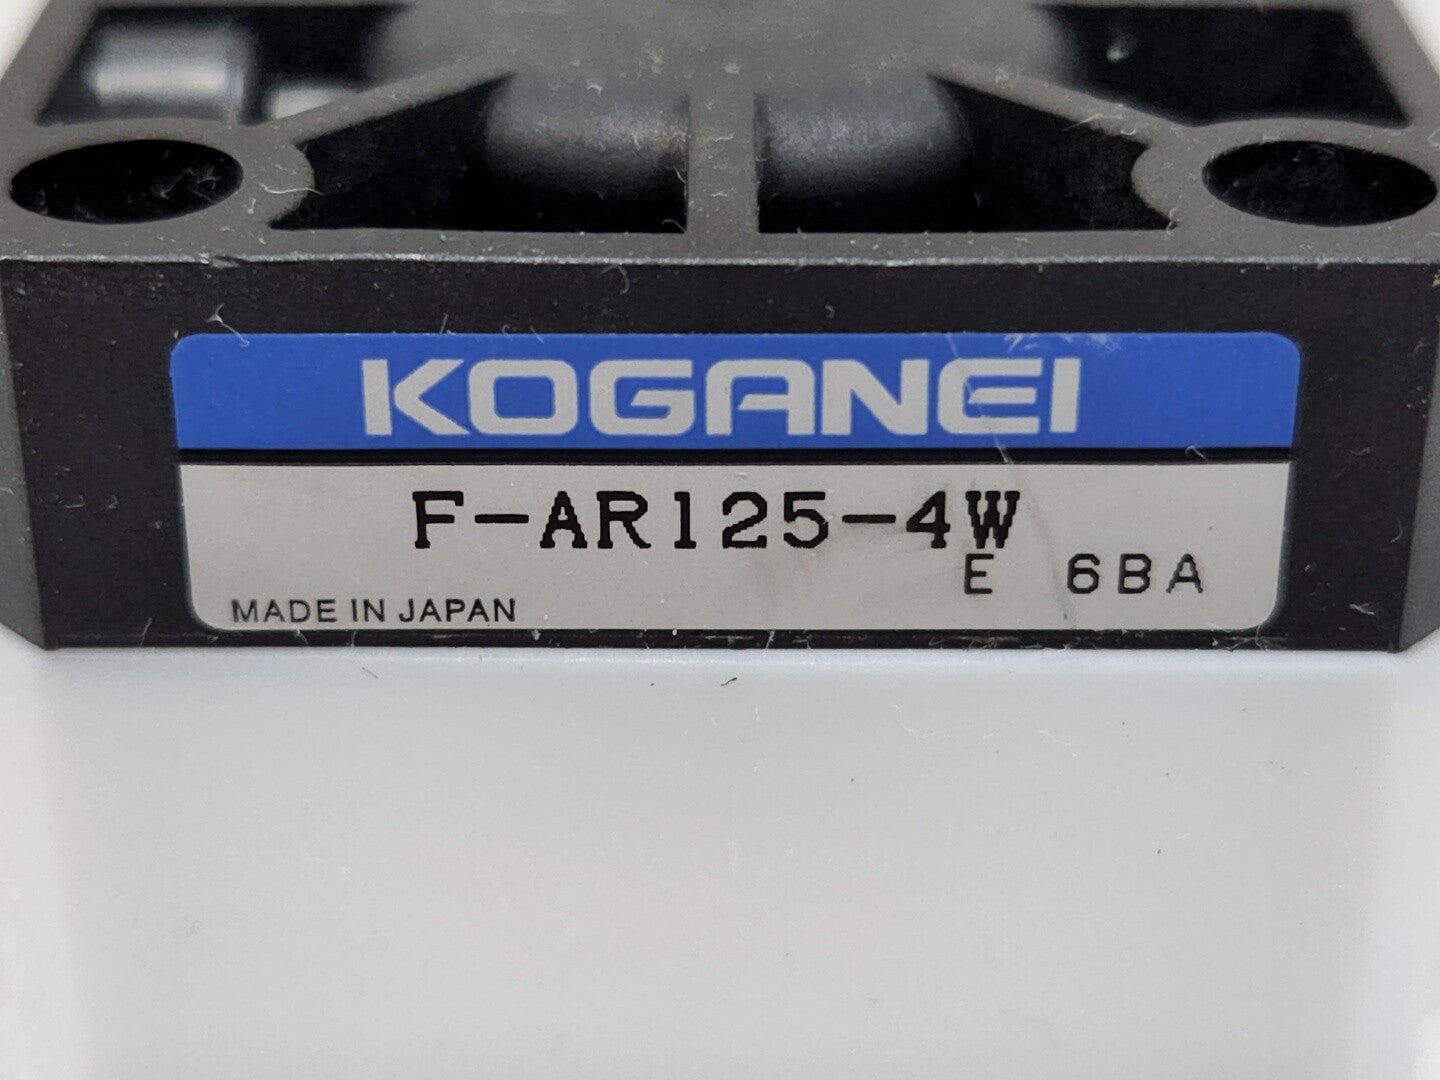 KOGANEI
F-AR125-4W
E 6BA
MADE IN JAPAN